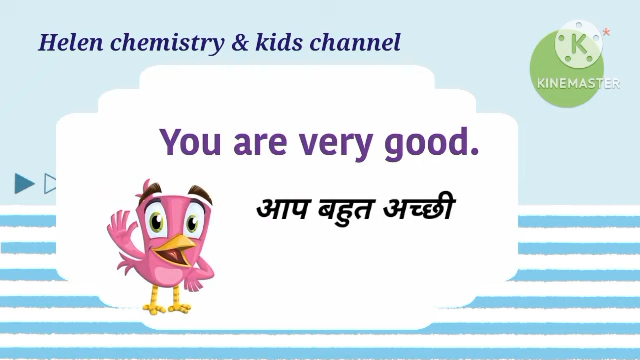 Helen chemistry & kids channel
K
KINEMASTER
You are very good.
आप बहुत अच्छी